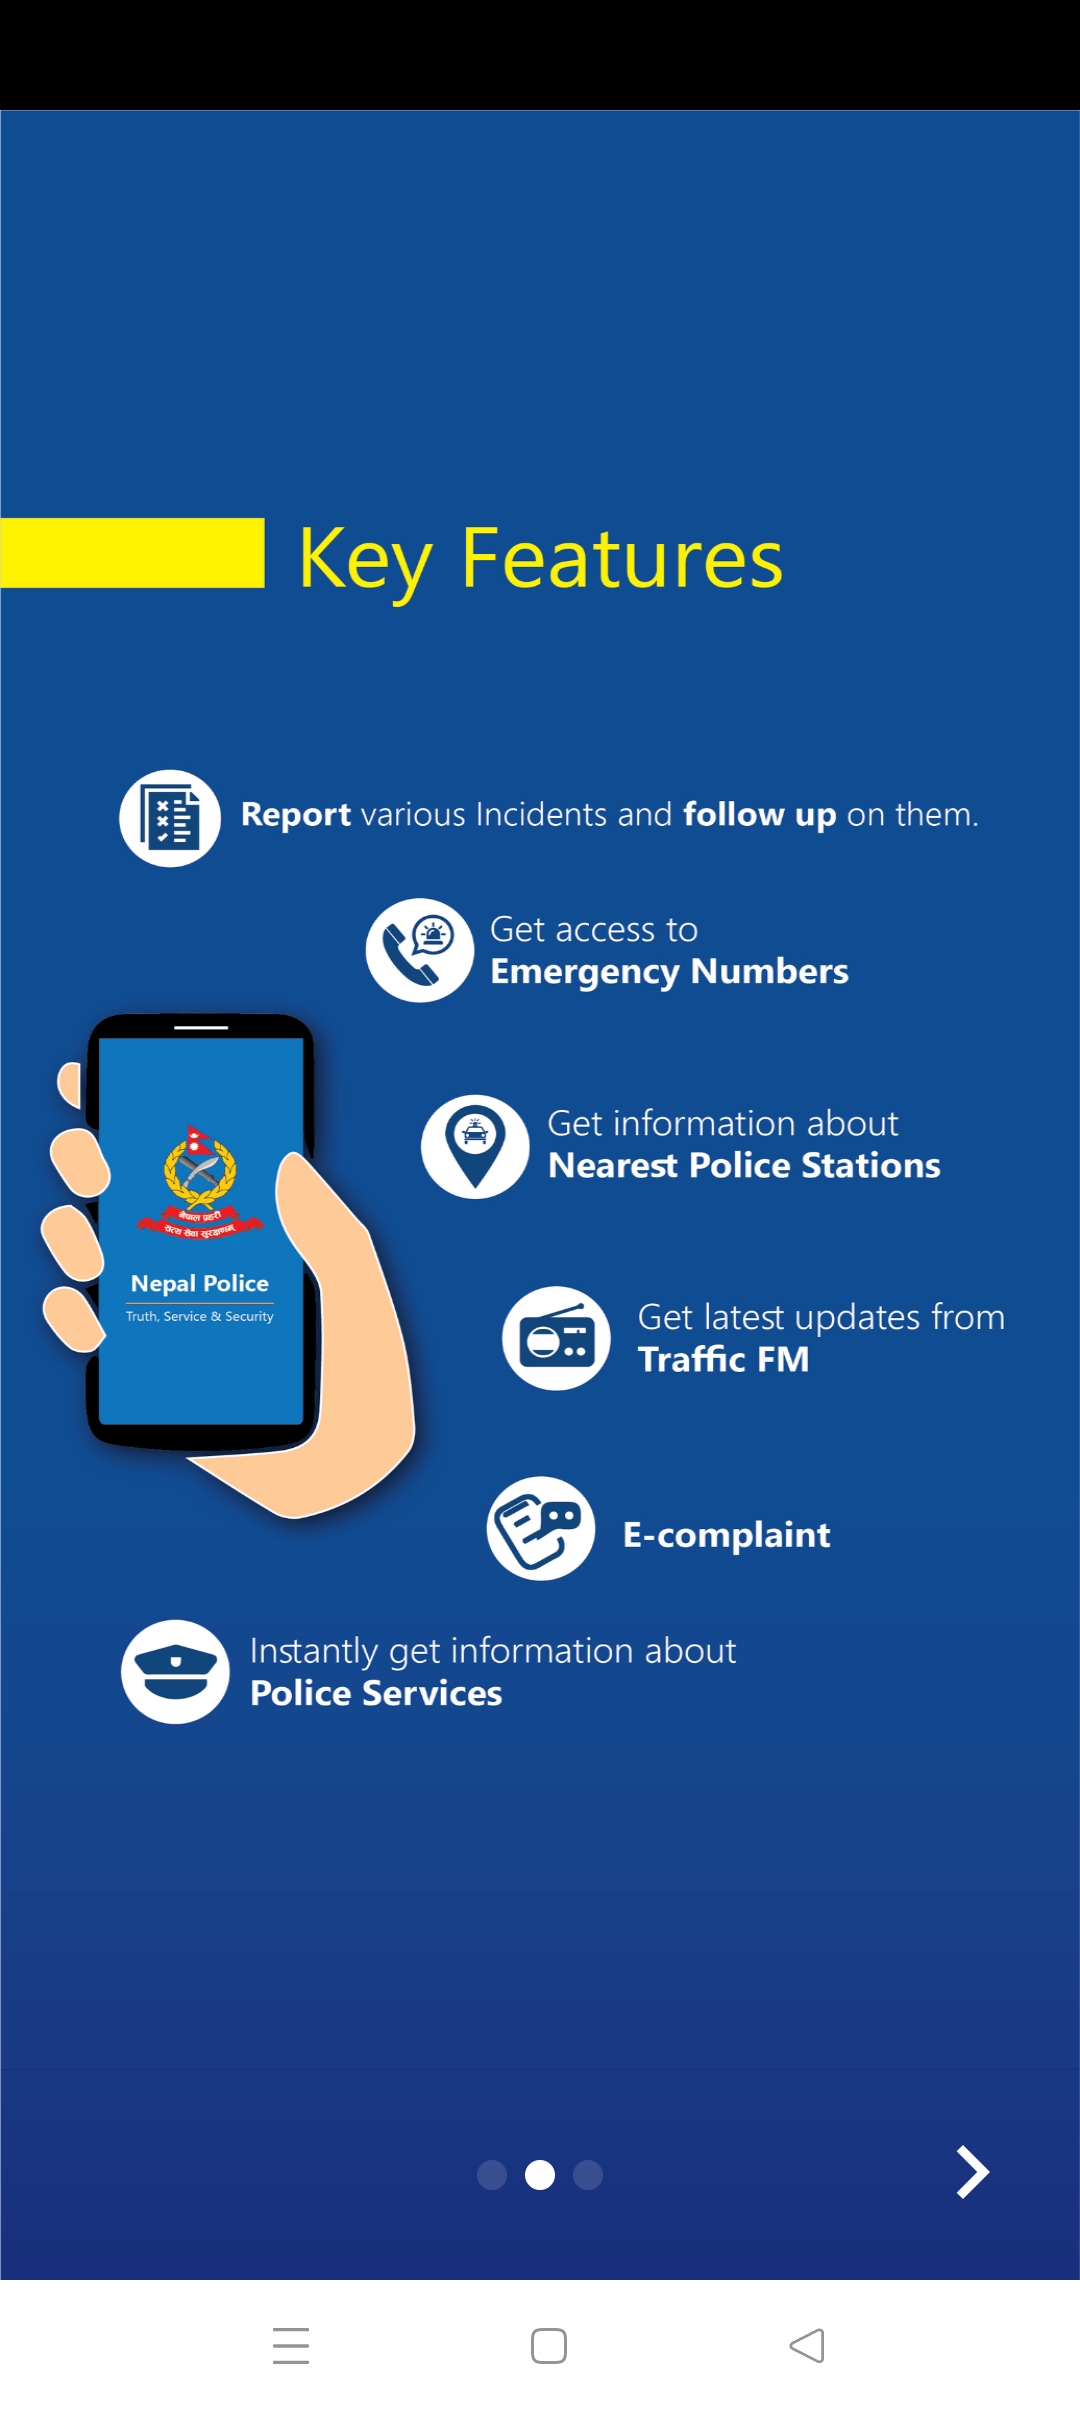 Key Features
Report various Incidents and follow up on them.
Get access to
Emergency Numbers
Get information about
Nearest Police Stations
नेपाल प्रहरी
सत्य सेवा सुरक्षणम्
Nepal Police
Truth, Service & Security
Get latest updates from
Traffic FM
E-complaint
Instantly get information about
Police Services